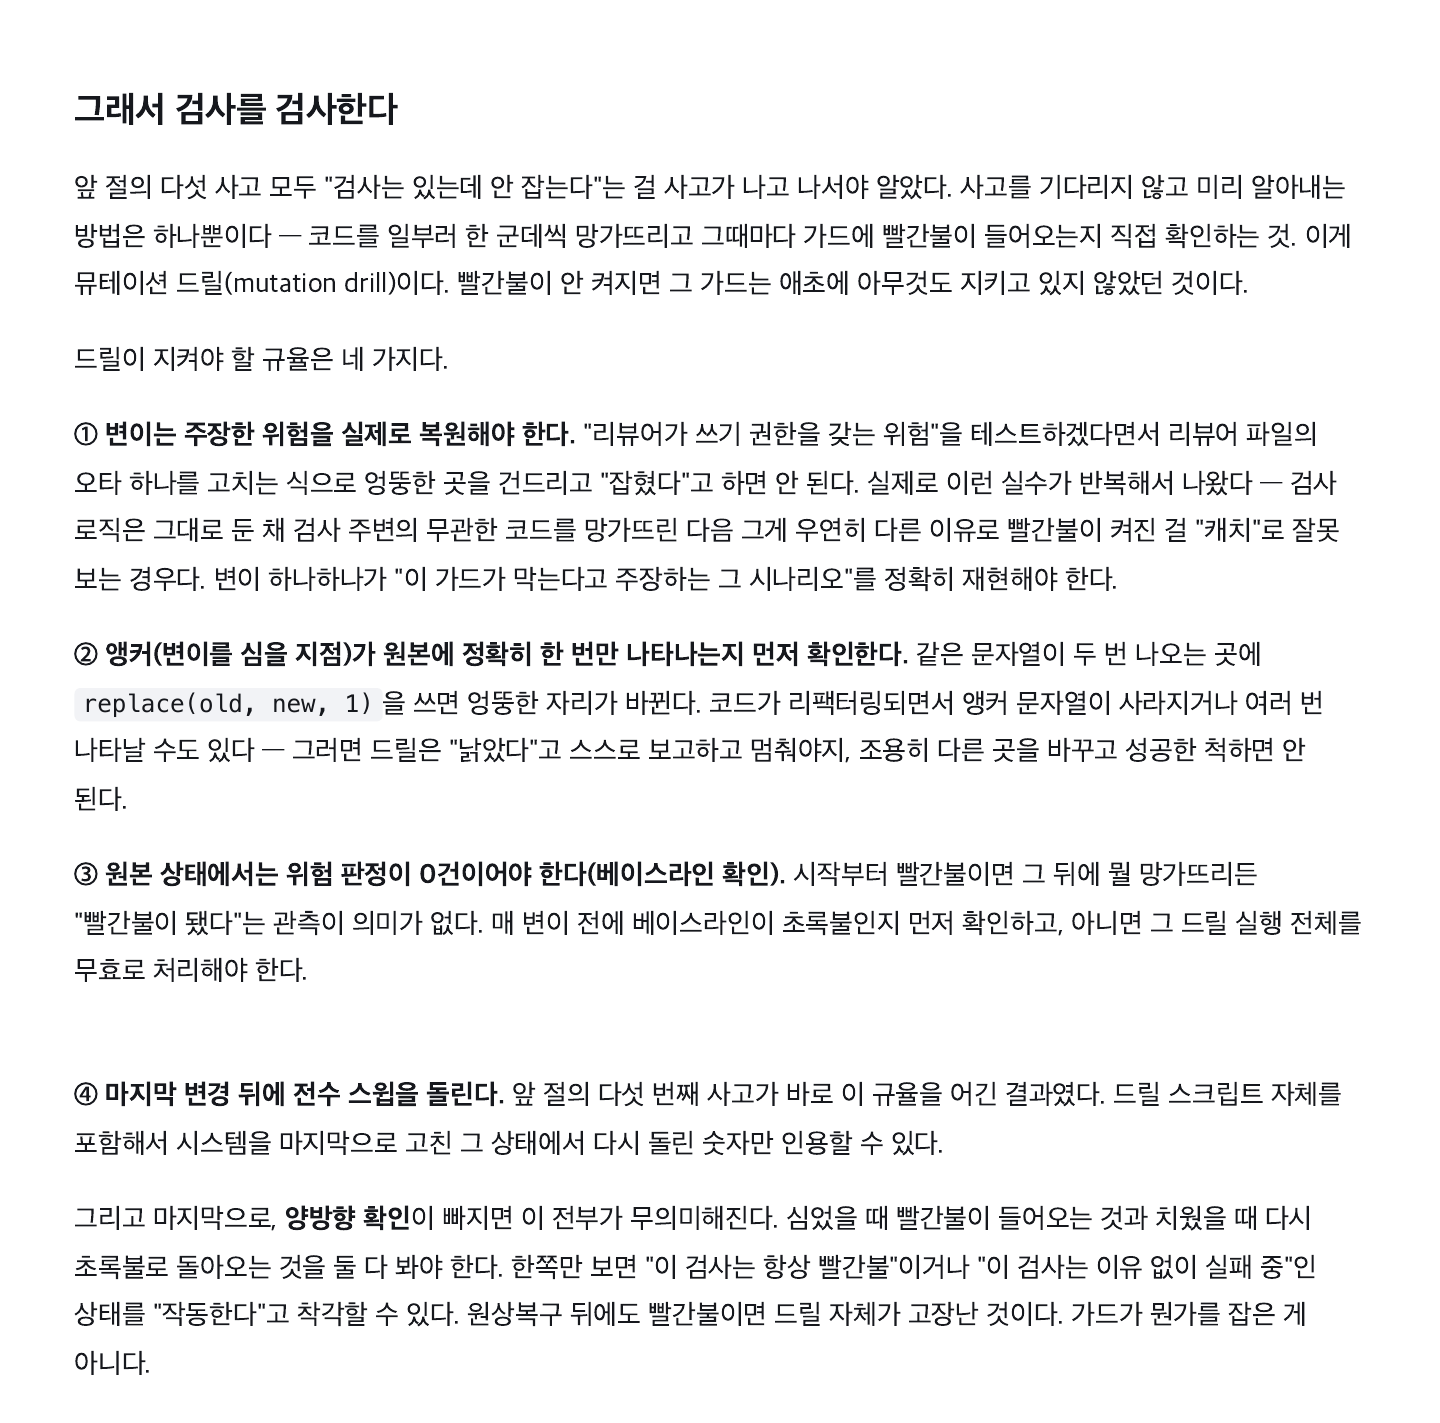 그래서 검사를 검사한다
앞 절의 다섯 사고 모두 "검사는 있는데 안 잡는다"는 걸 사고가 나고 나서야 알았다. 사고를 기다리지 않고 미리 알아내는
방법은 하나뿐이다 — 코드를 일부러 한 군데씩 망가뜨리고 그때마다 가드에 빨간불이 들어오는지 직접 확인하는 것. 이게
뮤테이션 드릴(mutation drill)이다. 빨간불이 안 켜지면 그 가드는 애초에 아무것도 지키고 있지 않았던 것이다.
드릴이 지켜야 할 규율은 네 가지다.
① 변이는 주장한 위험을 실제로 복원해야 한다. "리뷰어가 쓰기 권한을 갖는 위험"을 테스트하겠다면서 리뷰어 파일의
오타 하나를 고치는 식으로 엉뚱한 곳을 건드리고 "잡혔다"고 하면 안 된다. 실제로 이런 실수가 반복해서 나왔다 — 검사
로직은 그대로 둔 채 검사 주변의 무관한 코드를 망가뜨린 다음 그게 우연히 다른 이유로 빨간불이 켜진 걸 "캐치"로 잘못
보는 경우다. 변이 하나하나가 "이 가드가 막는다고 주장하는 그 시나리오"를 정확히 재현해야 한다.
② 앵커(변이를 심을 지점)가 원본에 정확히 한 번만 나타나는지 먼저 확인한다. 같은 문자열이 두 번 나오는 곳에
replace(old, new, 1)을 쓰면 엉뚱한 자리가 바뀐다. 코드가 리팩터링되면서 앵커 문자열이 사라지거나 여러 번
나타날 수도 있다 — 그러면 드릴은 "낡았다"고 스스로 보고하고 멈춰야지, 조용히 다른 곳을 바꾸고 성공한 척하면 안
된다.
③ 원본 상태에서는 위험 판정이 0건이어야 한다(베이스라인 확인). 시작부터 빨간불이면 그 뒤에 뭘 망가뜨리든
"빨간불이 됐다"는 관측이 의미가 없다. 매 변이 전에 베이스라인이 초록불인지 먼저 확인하고, 아니면 그 드릴 실행 전체를
무효로 처리해야 한다.
④ 마지막 변경 뒤에 전수 스윕을 돌린다. 앞 절의 다섯 번째 사고가 바로 이 규율을 어긴 결과였다. 드릴 스크립트 자체를
포함해서 시스템을 마지막으로 고친 그 상태에서 다시 돌린 숫자만 인용할 수 있다.
그리고 마지막으로, 양방향 확인이 빠지면 이 전부가 무의미해진다. 심었을 때 빨간불이 들어오는 것과 치웠을 때 다시
초록불로 돌아오는 것을 둘 다 봐야 한다. 한쪽만 보면 "이 검사는 항상 빨간불"이거나 "이 검사는 이유 없이 실패 중"인
상태를 "작동한다"고 착각할 수 있다. 원상복구 뒤에도 빨간불이면 드릴 자체가 고장난 것이다. 가드가 뭔가를 잡은 게
아니다.